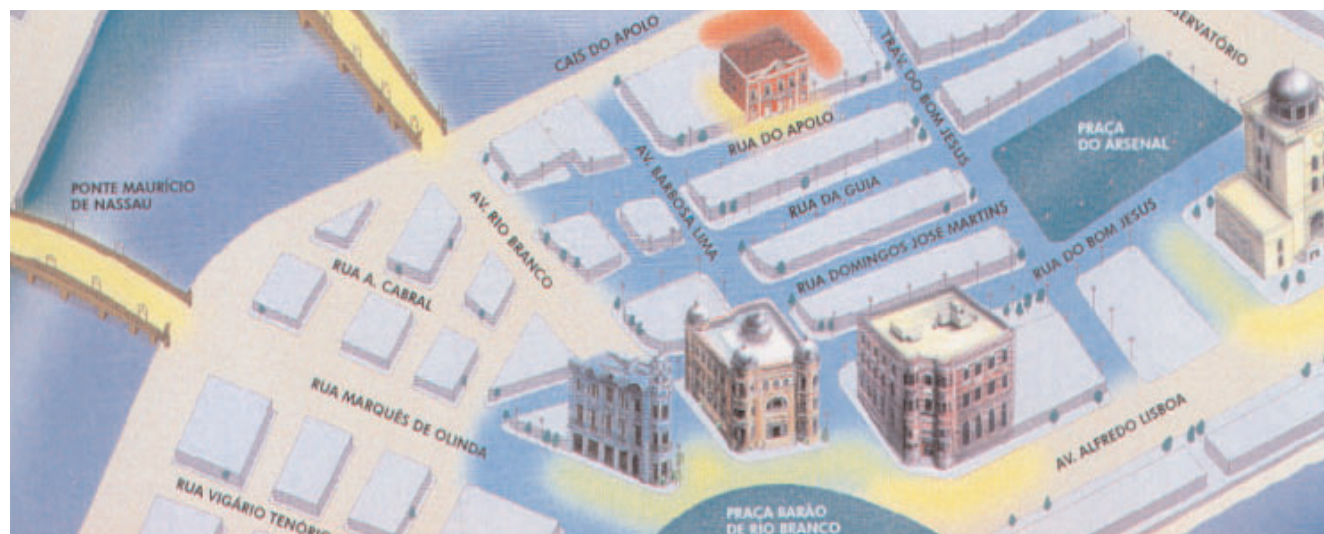 SERVATÓRIO
CAIS DO APOLO
TRAV. DO BOM JESUS
PRAÇA
DO ARSENAL
RUA DO APOLO
AV. BARBOSA LIMA
PONTE MAURÍCIO
DE NASSAU
RUA DA GUIA
AV. RIO BRANCO
RUA DOMINGOS JOSÉ MARTINS
RUA DO BOM JESUS
RUA A. CABRAL
RUA MARQUÊS DE OLINDA
AV. ALFREDO LISBOA
RUA VIGÁRIO TENÓRIO
PRAÇA BARÃO
DE RIO BRANCO